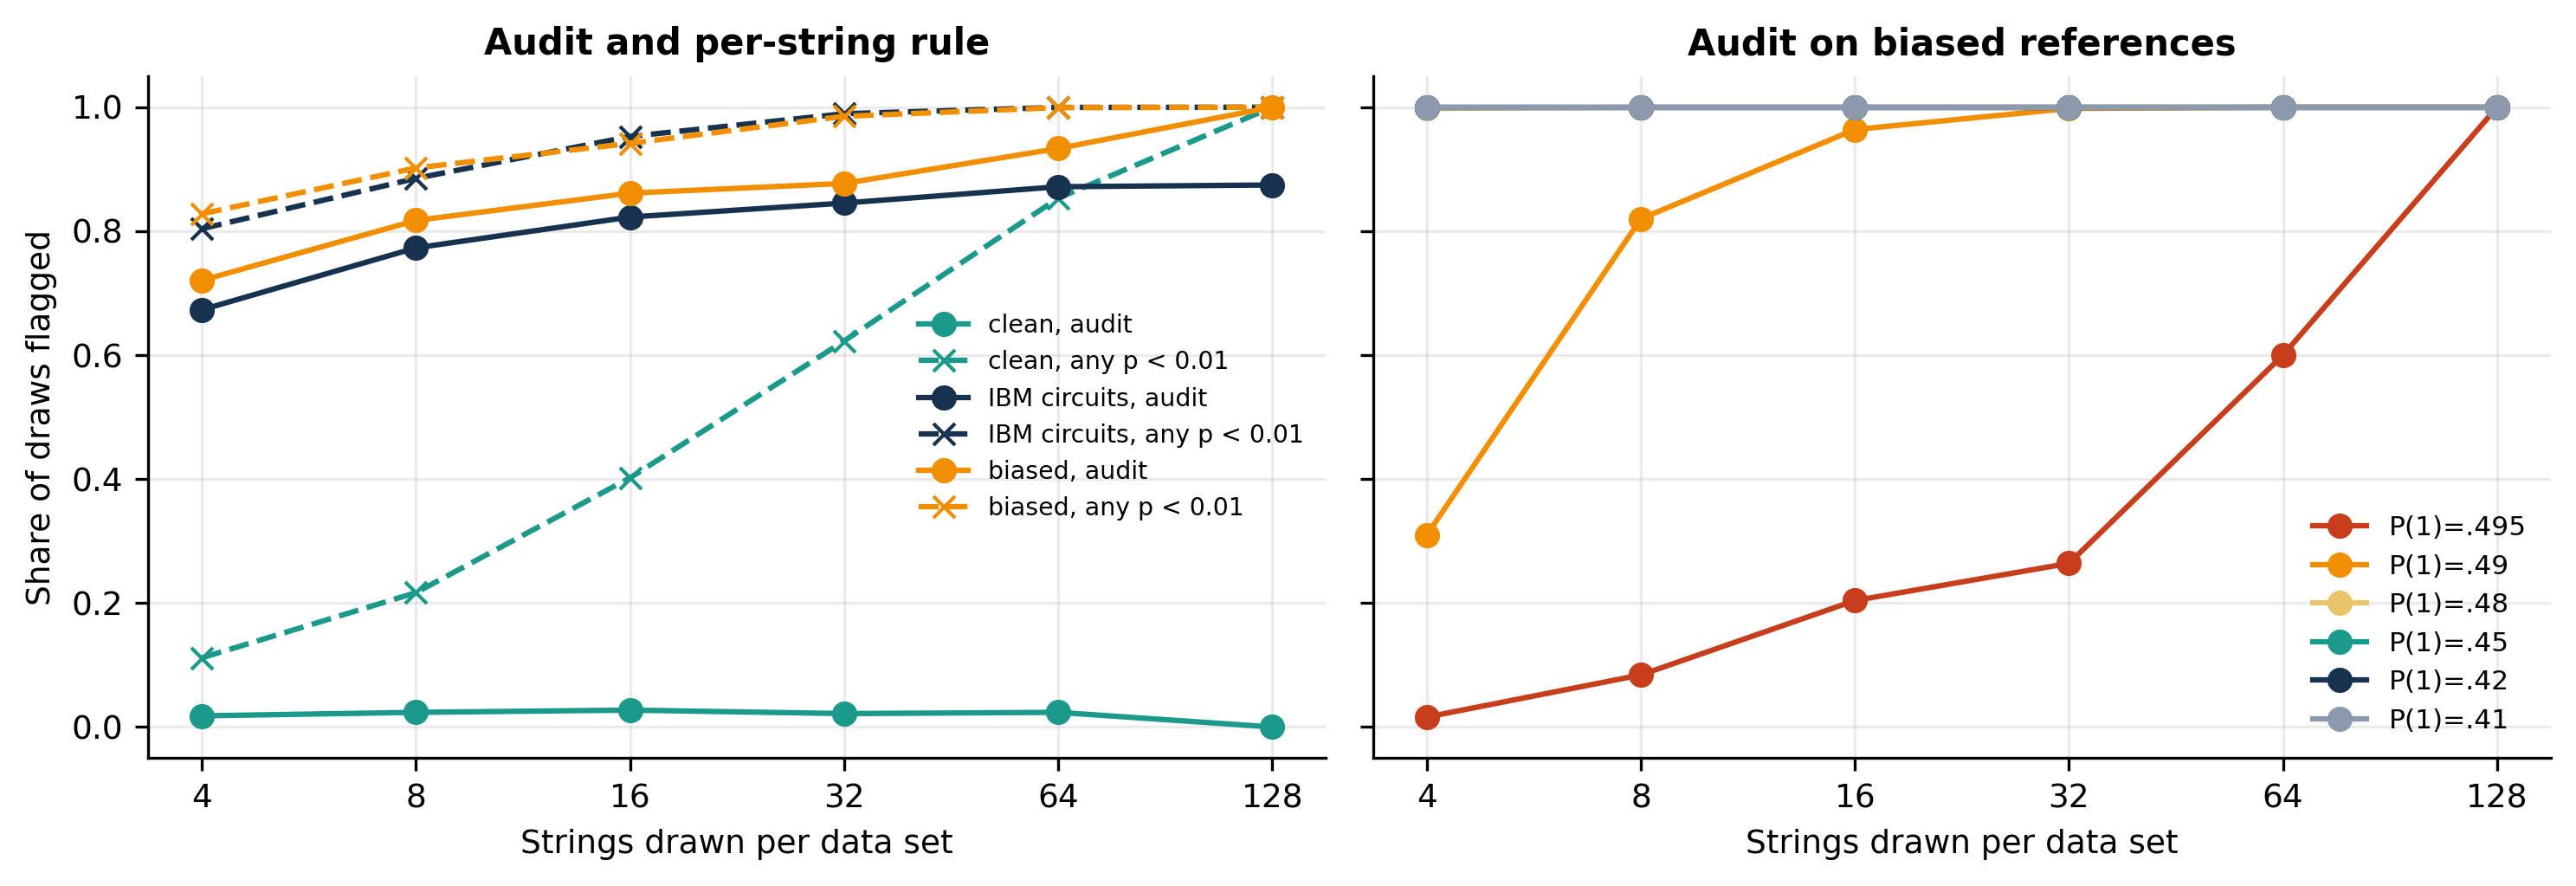 Audit and per-string rule
Share of draws flagged
1.0
0.8
0.6
0.4
0.2
0.0
clean, audit
clean, any p < 0.01
IBM circuits, audit
IBM circuits, any p < 0.01
biased, audit
biased, any p < 0.01
4 8 16 32 64 128
Strings drawn per data set
Audit on biased references
P(1)=.495
P(1)=.49
P(1)=.48
P(1)=.45
P(1)=.42
P(1)=.41
4 8 16 32 64 128
Strings drawn per data set